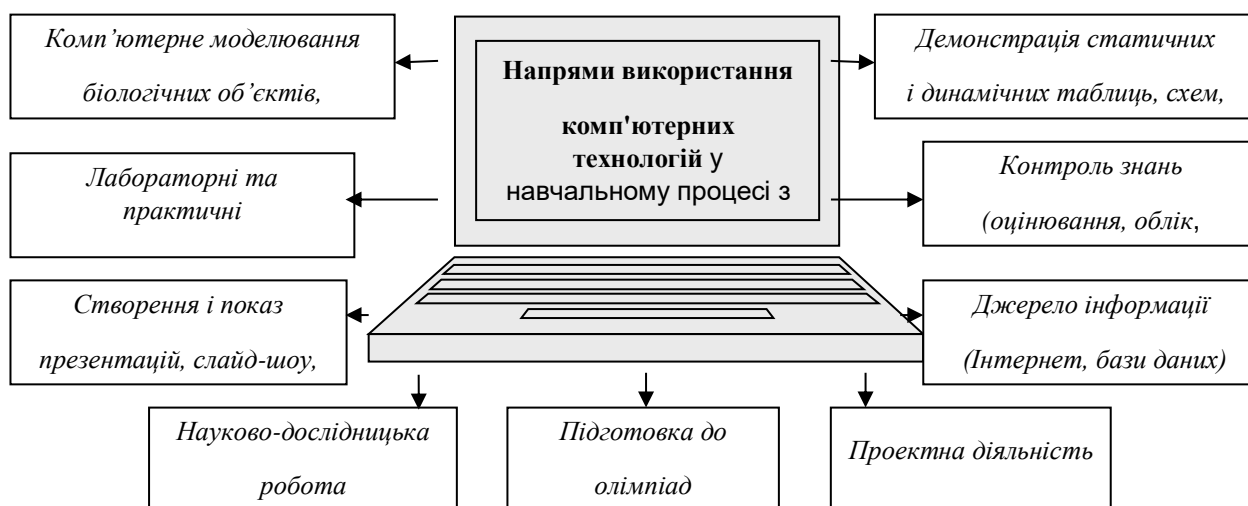 Комп’ютерне моделювання
біологічних об’єктів,
Напрями використання
комп'ютерних
технологій у
навчальному процесі з
Демонстрація статичних
і динамічних таблиць, схем,
Лабораторні та
практичні
Контроль знань
(оцінювання, облік,
Створення і показ
презентацій, слайд-шоу,
Джерело інформації
(Інтернет, бази даних)
Науково-дослідницька
робота
Підготовка до
олімпіад
Проектна діяльність